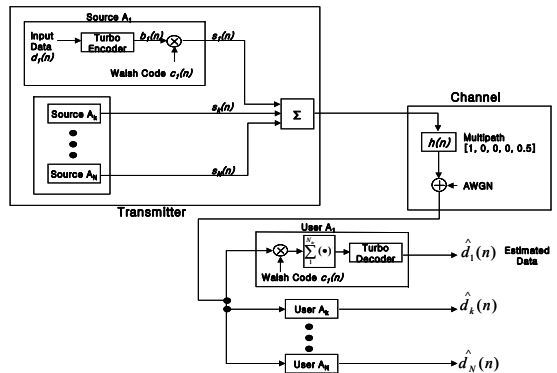 Source A1
Input
Data
d1(n)
Turbo
Encoder
b1(n)
s1(n)
Walsh Code c1(n)
Source Ak
sk(n)
Source AN
sN(n)
Σ
Transmitter
Channel
h(n)
Multipath
[1, 0, 0, 0, 0.5]
AWGN
User A1
Walsh Code c1(n)
Turbo
Decoder
d̂1(n)
Estimated
Data
User Ak
d̂k(n)
User AN
d̂N(n)